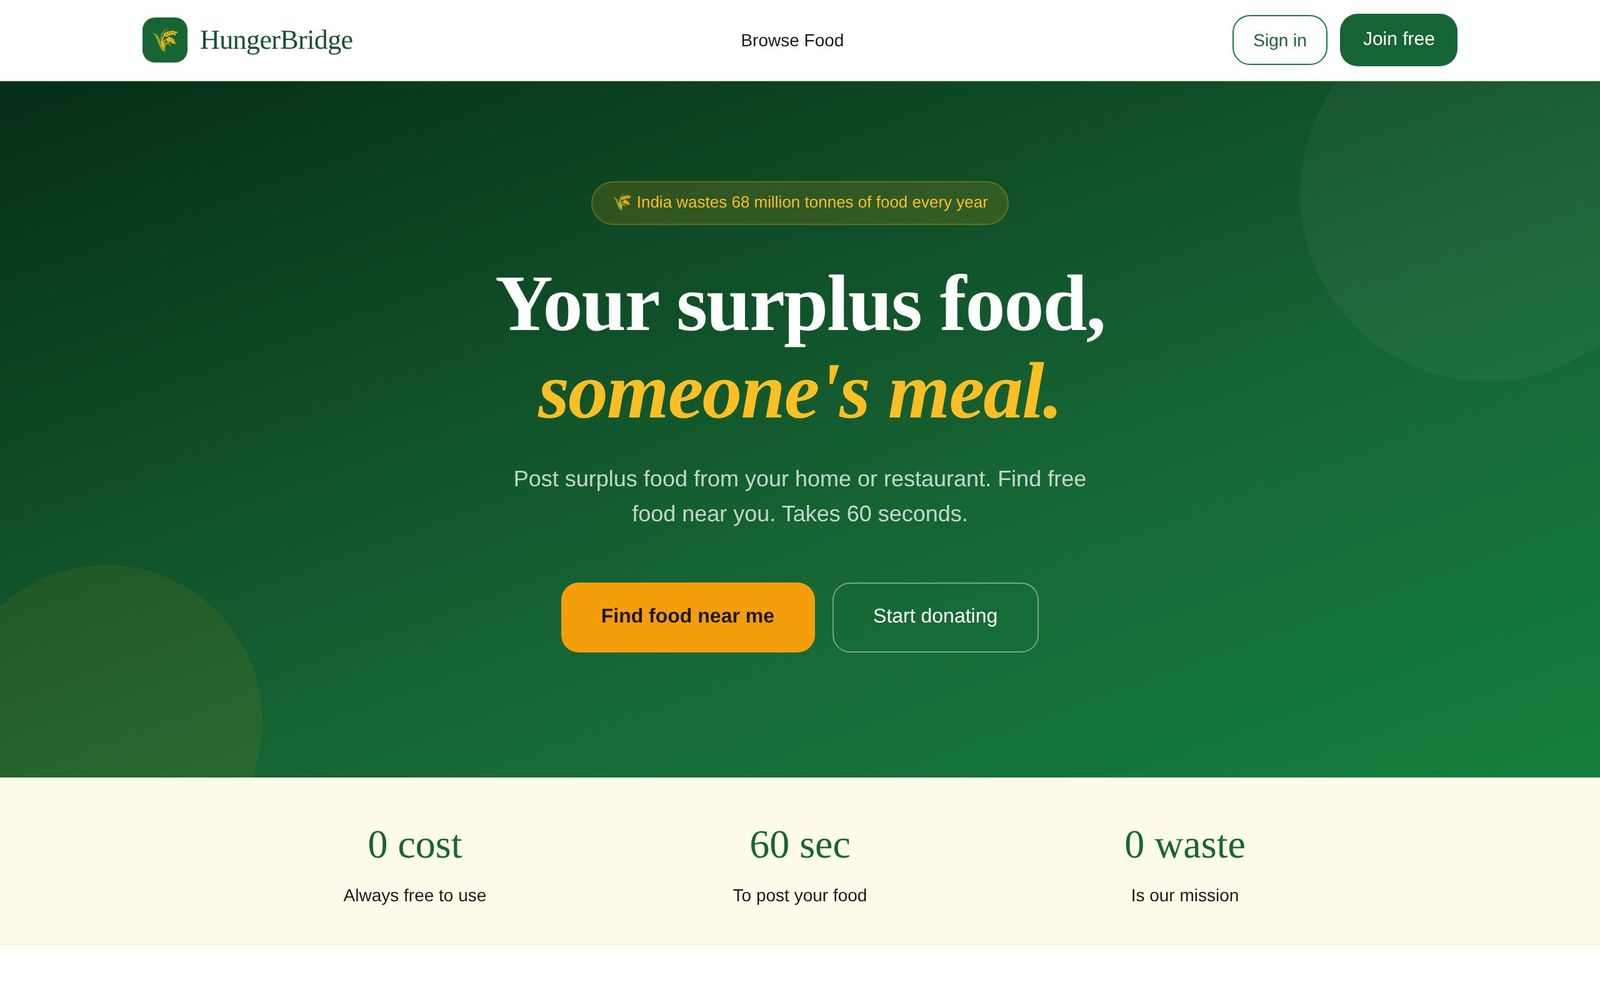 HungerBridge
Browse Food
Sign in
Join free
India wastes 68 million tonnes of food every year
Your surplus food,
someone's meal.
Post surplus food from your home or restaurant. Find free
food near you. Takes 60 seconds.
Find food near me
Start donating
0 cost
Always free to use
60 sec
To post your food
0 waste
Is our mission